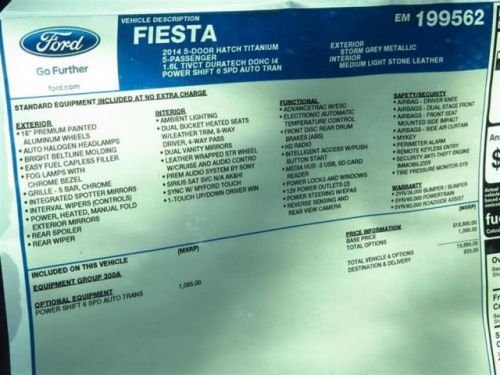 Ford
Go Further
ford.com
VEHICLE DESCRIPTION
FIESTA
2014 5-DOOR HATCH TITANIUM
5-PASSENGER
1.6L TIVCT DURATECH DOHC I4
POWER SHIFT 6 SPD AUTO TRAN
EM 199562
EXTERIOR
STORM GREY METALLIC
INTERIOR
MEDIUM LIGHT STONE LEATHER
STANDARD EQUIPMENT INCLUDED AT NO EXTRA CHARGE
EXTERIOR
• 16" PREMIUM PAINTED
ALUMINUM WHEELS
• AUTO HALOGEN HEADLAMPS
• BRIGHT BELTLINE MOLDING
• EASY FUEL CAPLESS FILLER
• FOG LAMPS WITH
CHROME BEZEL
• GRILLE - 5 BAR, CHROME
• INTEGRATED SPOTTER MIRRORS
• INTERVAL WIPERS (CONTROLS)
• POWER, HEATED, MANUAL FOLD
EXTERIOR MIRRORS
• REAR SPOILER
• REAR WIPER
INTERIOR
• AMBIENT LIGHTING
• DUAL BUCKET HEATED SEATS
W/LEATHER TRIM, 8-WAY
DRIVER, 4-WAY PASS
• DUAL VANITY MIRRORS
• LEATHER WRAPPED STR WHEEL
W/CRUISE AND AUDIO CONTRO
• PREM AUDIO SYSTEM BY SONY
• SIRIUS SAT SVC N/A AK&HI
• SYNC W/ MYFORD TOUCH
• 1-TOUCH UP/DOWN DRIVER WIN
FUNCTIONAL
• ADVANCETRAC W/ESC
• ELECTRONIC AUTOMATIC
TEMPERATURE CONTROL
• FRONT DISC REAR DRUM
BRAKES (ABS)
• HD RADIO
• INTELLIGENT ACCESS W/PUSH
BUTTON START
• MEDIA HUB -2 USB, SD CARD
READER
• POWER LOCKS AND WINDOWS
• 12V POWER OUTLETS (2)
• POWER STEERING W/EPAS
• REVERSE SENSING AND
REAR VIEW CAMERA
SAFETY/SECURITY
• AIRBAG - DRIVER KNEE
• AIRBAGS - DUAL STAGE FRONT
• AIRBAGS - FRONT SEAT
MOUNTED SIDE IMPACT
• AIRBAGS - SIDE AIR CURTAIN
• MYKEY
• PERIMETER ALARM
• REMOTE KEYLESS ENTRY
• SECURILOCK ANTI-THEFT ENGINE
IMMOBIL
• TIRE PRESSURE MONITOR SYS
WARRANTY
• 3YR/36,000 BUMPER / BUMPER
• 5YR/60,000 POWERTRAIN
• 5YR/60,000 ROADSIDE ASSIST
INCLUDED ON THIS VEHICLE
(MSRP)
EQUIPMENT GROUP 300A
OPTIONAL EQUIPMENT
POWER SHIFT 6 SPD AUTO TRANS
1,095.00
PRICE INFORMATION
(MSRP)
BASE PRICE
$18,800.00
TOTAL OPTIONS
1,095.00
TOTAL VEHICLE & OPTIONS
19,895.00
DESTINATION & DELIVERY
825.00